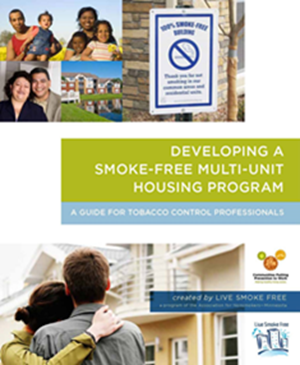 100% SMOKE-FREE
BUILDING
Thank you for not
smoking in our
common areas and
residential units.
DEVELOPING A
SMOKE-FREE MULTI-UNIT
HOUSING PROGRAM
A GUIDE FOR TOBACCO CONTROL PROFESSIONALS
Communities Putting
Prevention to Work
created by LIVE SMOKE FREE
a program of the Association for Nonsmokers-Minnesota
Live Smoke Free